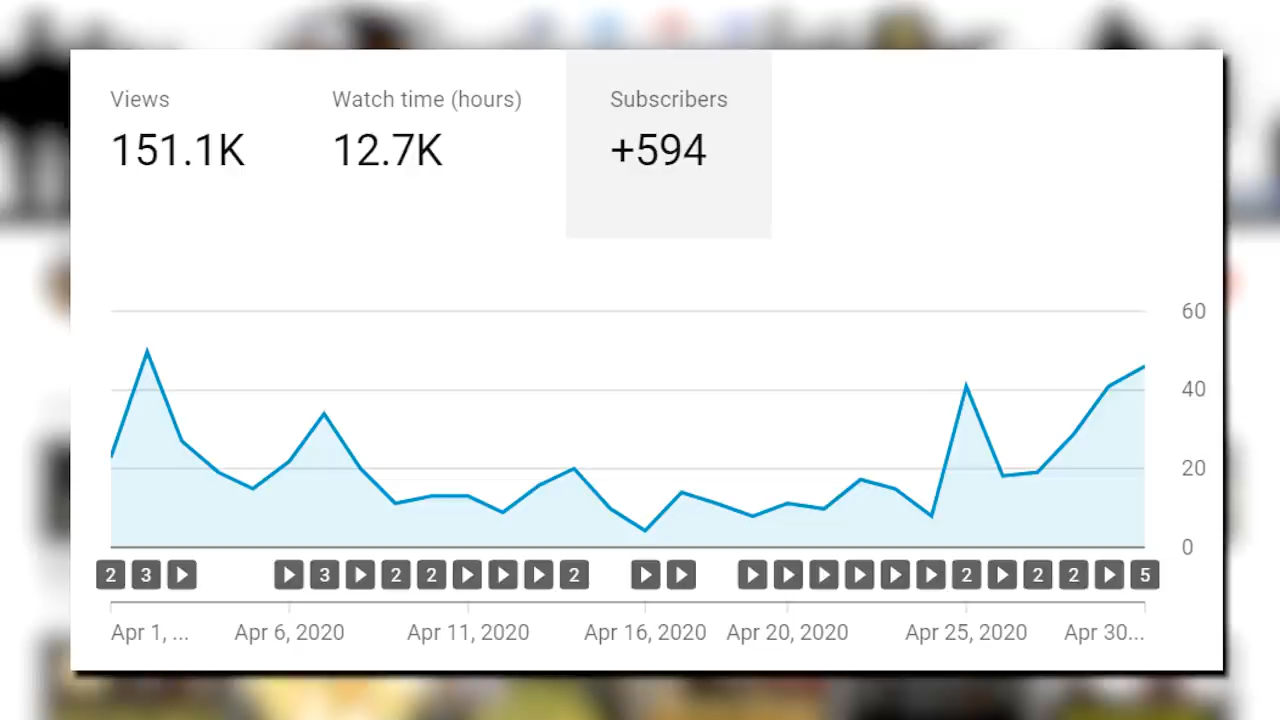 Views Watch time (hours) Subscribers
151.1K 12.7K +594
60
40
20
0
2 3 3 2 2 2 2 2 2 5
Apr 1, ... Apr 6, 2020 Apr 11, 2020 Apr 16, 2020 Apr 20, 2020 Apr 25, 2020 Apr 30...